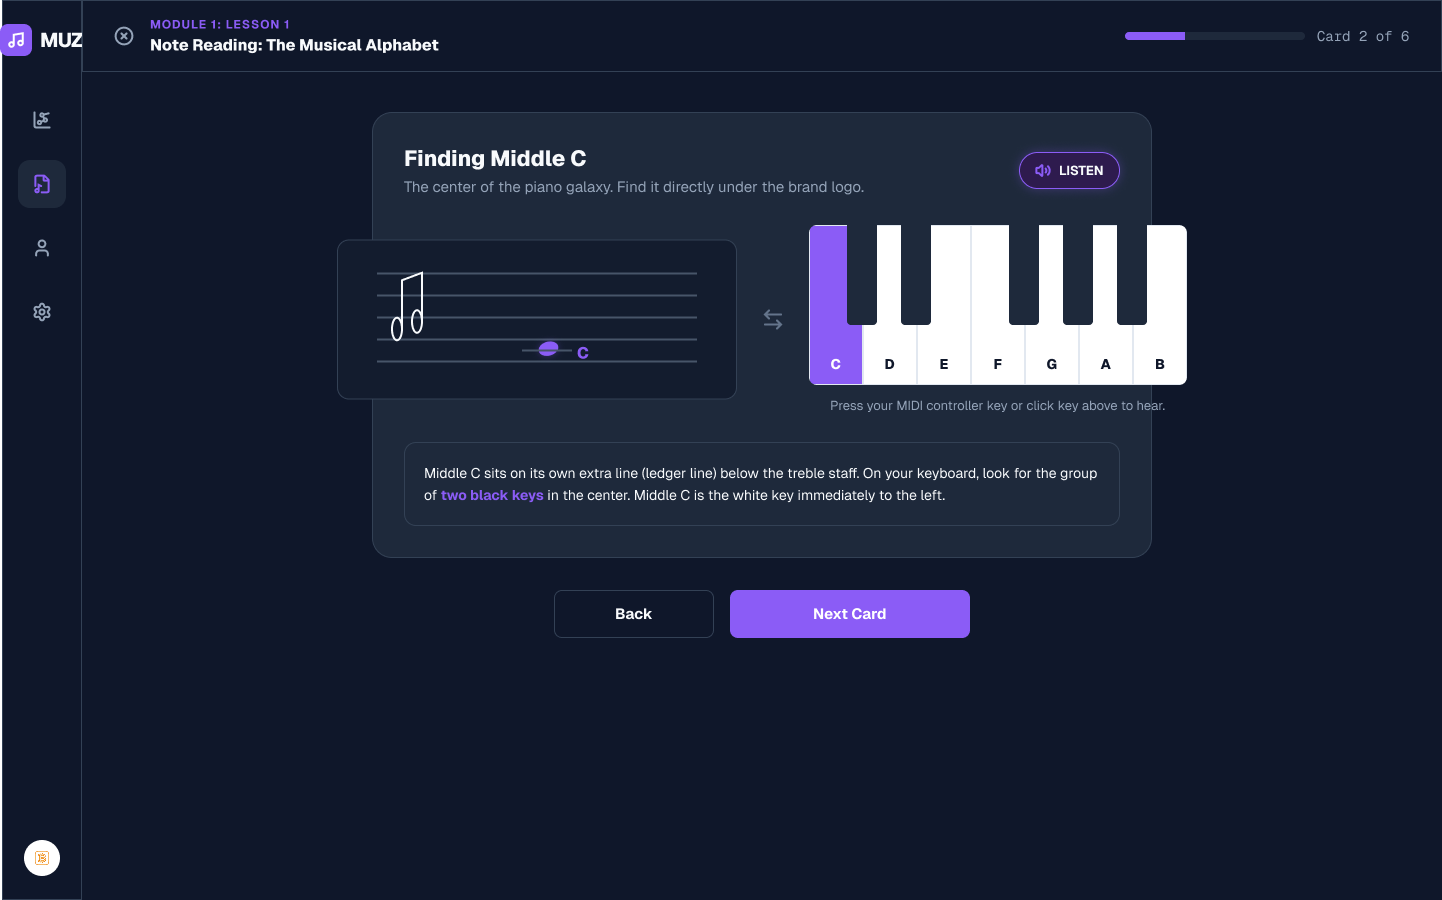 MUZ
MODULE 1: LESSON 1
Note Reading: The Musical Alphabet
Card 2 of 6
Finding Middle C
The center of the piano galaxy. Find it directly under the brand logo.
LISTEN
C
C D E F G A B
Press your MIDI controller key or click key above to hear.
Middle C sits on its own extra line (ledger line) below the treble staff. On your keyboard, look for the group
of two black keys in the center. Middle C is the white key immediately to the left.
Back
Next Card